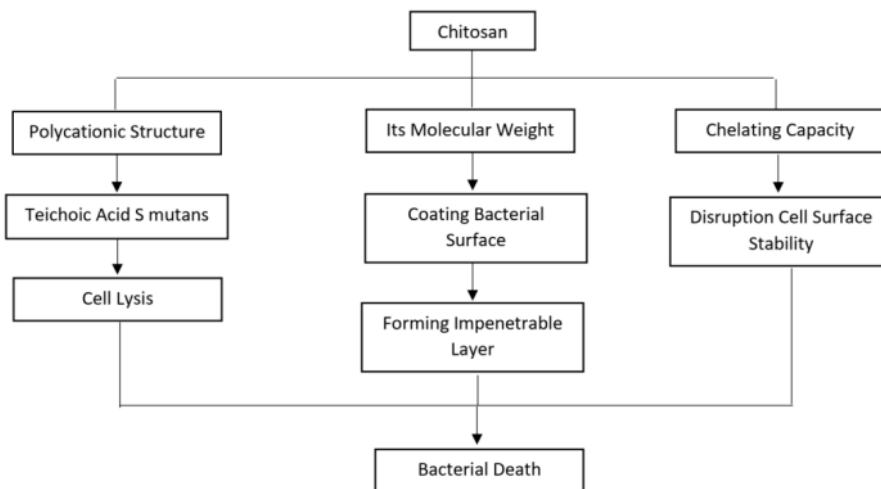 Chitosan
Polycationic Structure
Its Molecular Weight
Chelating Capacity
Teichoic Acid S mutans
Coating Bacterial
Surface
Disruption Cell Surface
Stability
Cell Lysis
Forming Impenetrable
Layer
Bacterial Death